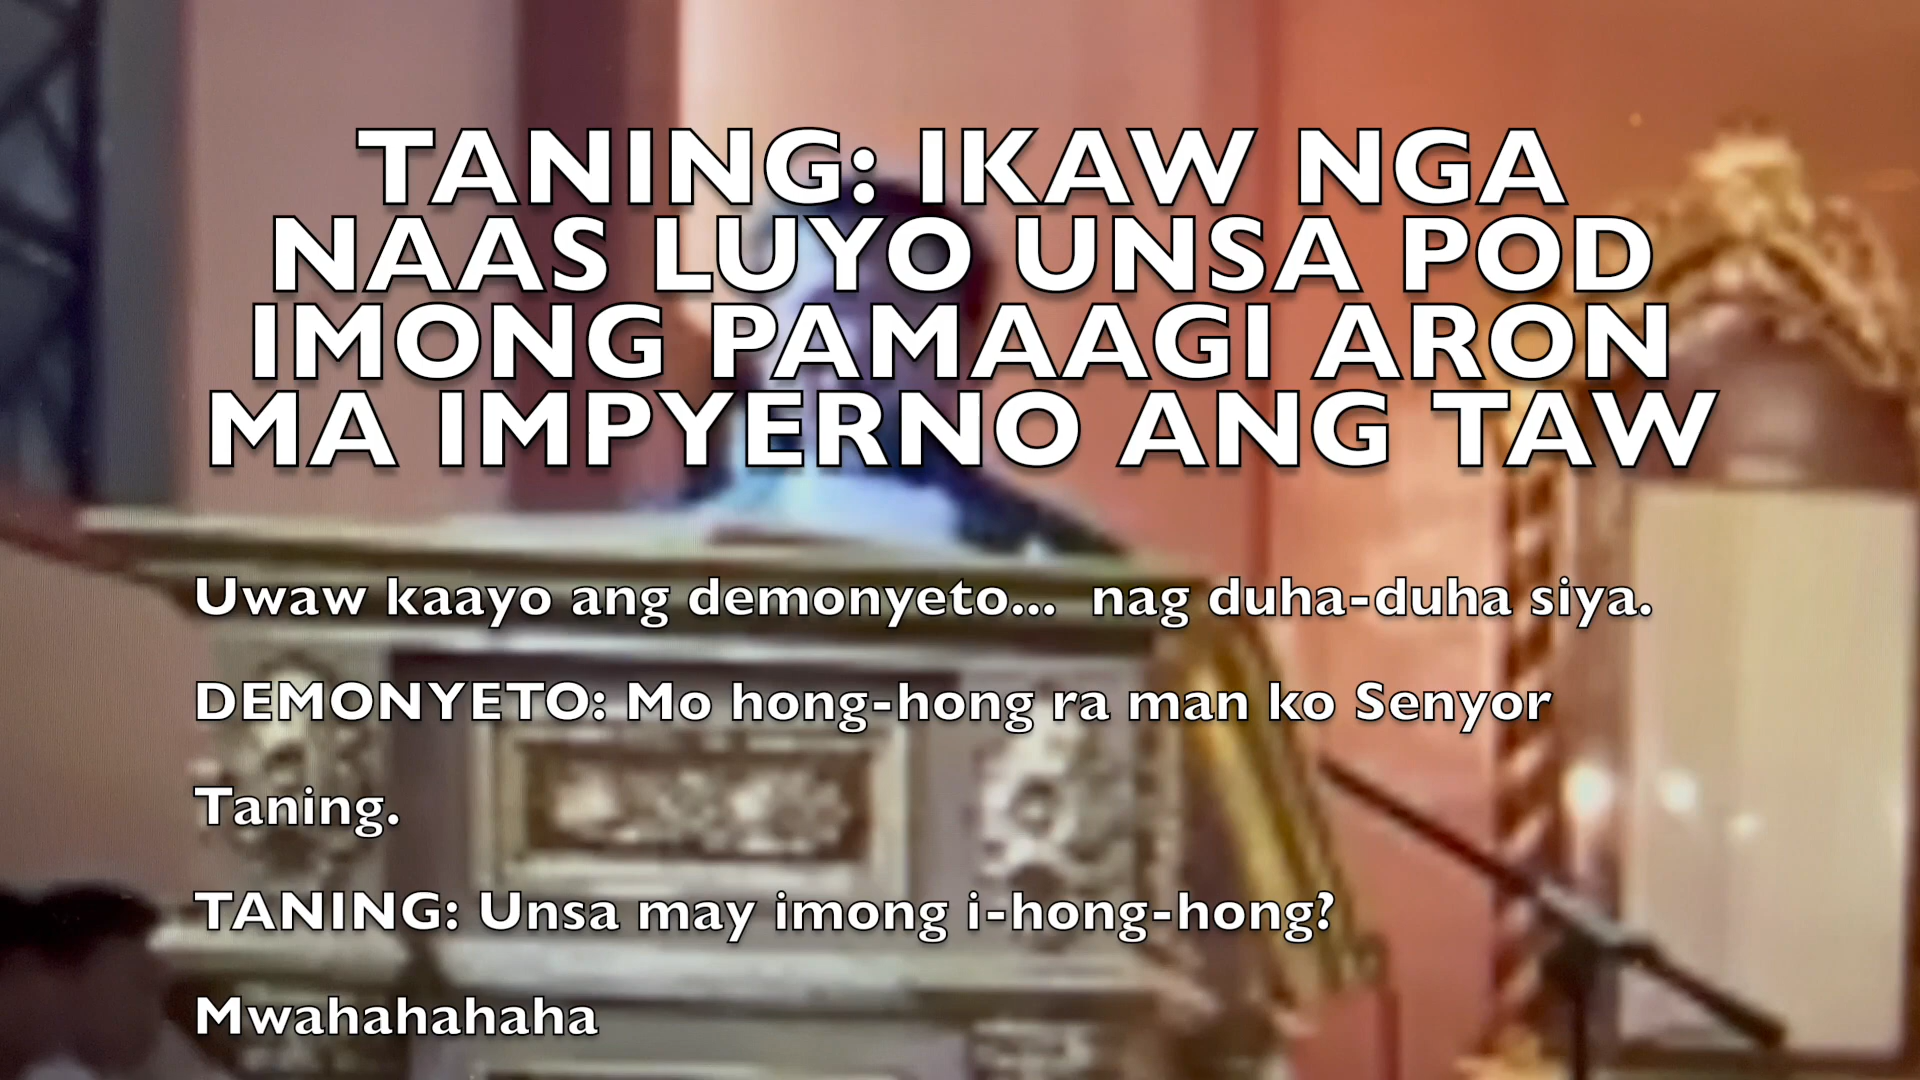 TANING: IKAW NGA
NAAS LUYO UNSA POD
IMONG PAMAAGI ARON
MA IMPYERNO ANG TAW
Uwaw kaayo ang demonyeto... nag duha-duha siya.
DEMONYETO: Mo hong-hong ra man ko Senyor
Taning.
TANING: Unsa may imong i-hong-hong?
Mwahahahaha